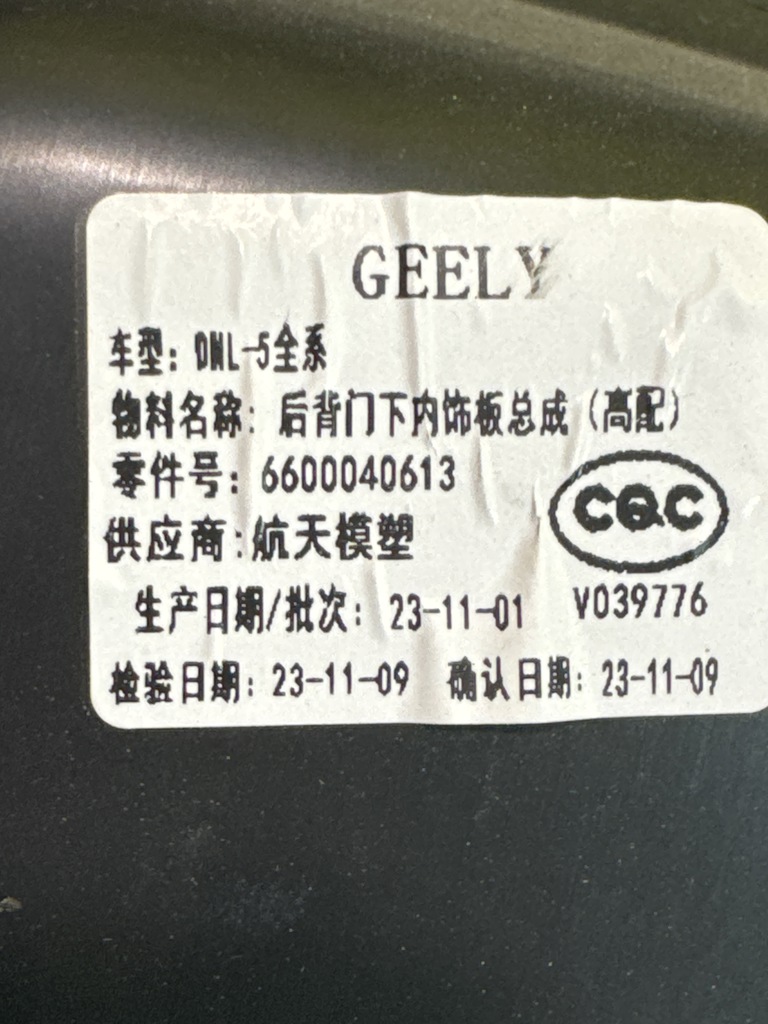 GEELY
车型: DNL-5全系
物料名称: 后背门下内饰板总成 (高配)
零件号: 6600040613
CQC
供应商:航天模塑
生产日期/批次: 23-11-01
V039776
检验日期: 23-11-09 确认日期: 23-11-09